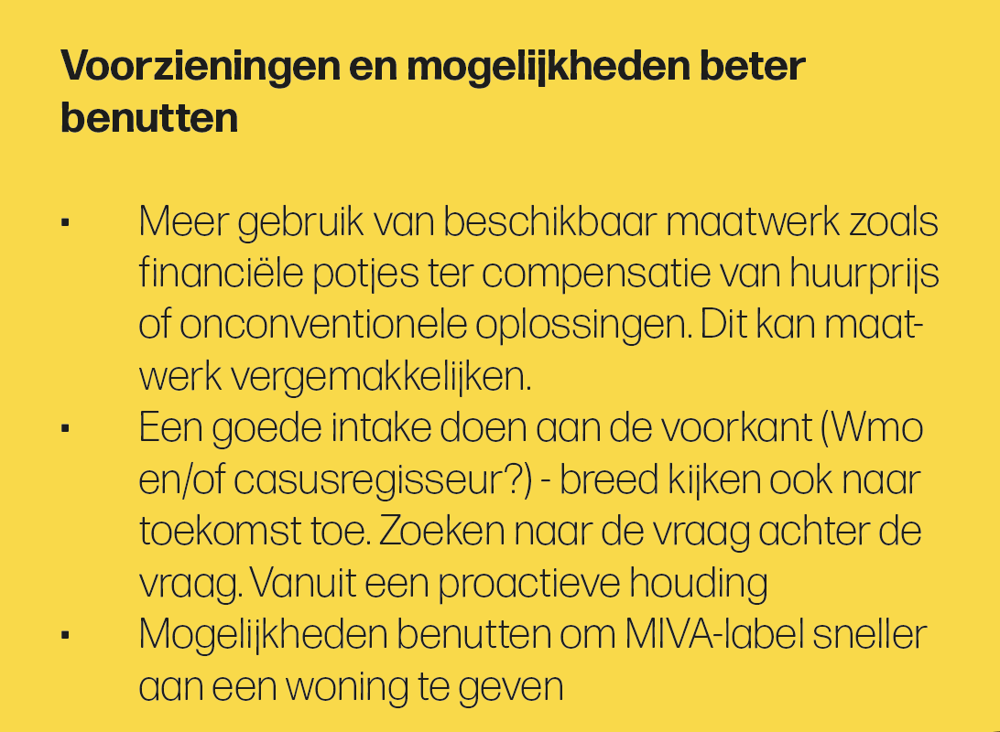 Voorzieningen en mogelijkheden beter
benutten
▪ Meer gebruik van beschikbaar maatwerk zoals
financiële potjes ter compensatie van huurprijs
of onconventionele oplossingen. Dit kan maat-
werk vergemakkelijken.
▪ Een goede intake doen aan de voorkant (Wmo
en/of casusregisseur?) - breed kijken ook naar
toekomst toe. Zoeken naar de vraag achter de
vraag. Vanuit een proactieve houding
▪ Mogelijkheden benutten om MIVA-label sneller
aan een woning te geven